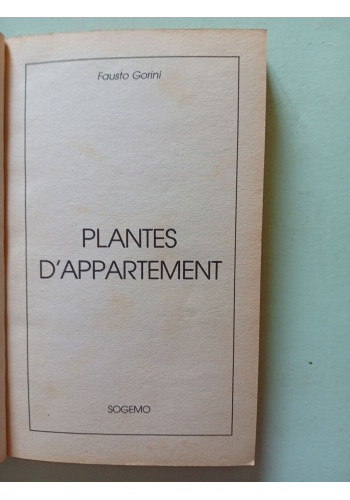 Fausto Gorini
PLANTES
D'APPARTEMENT
SOGEMO